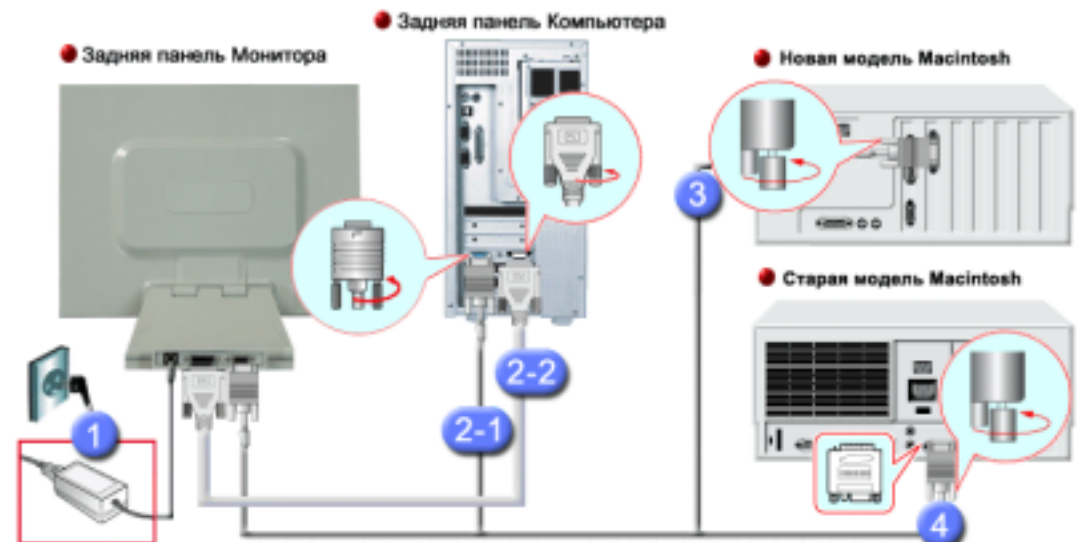 Задняя панель Компьютера
Задняя панель Монитора
Новая модель Macintosh
3
Старая модель Macintosh
2-2
1
2-1
4